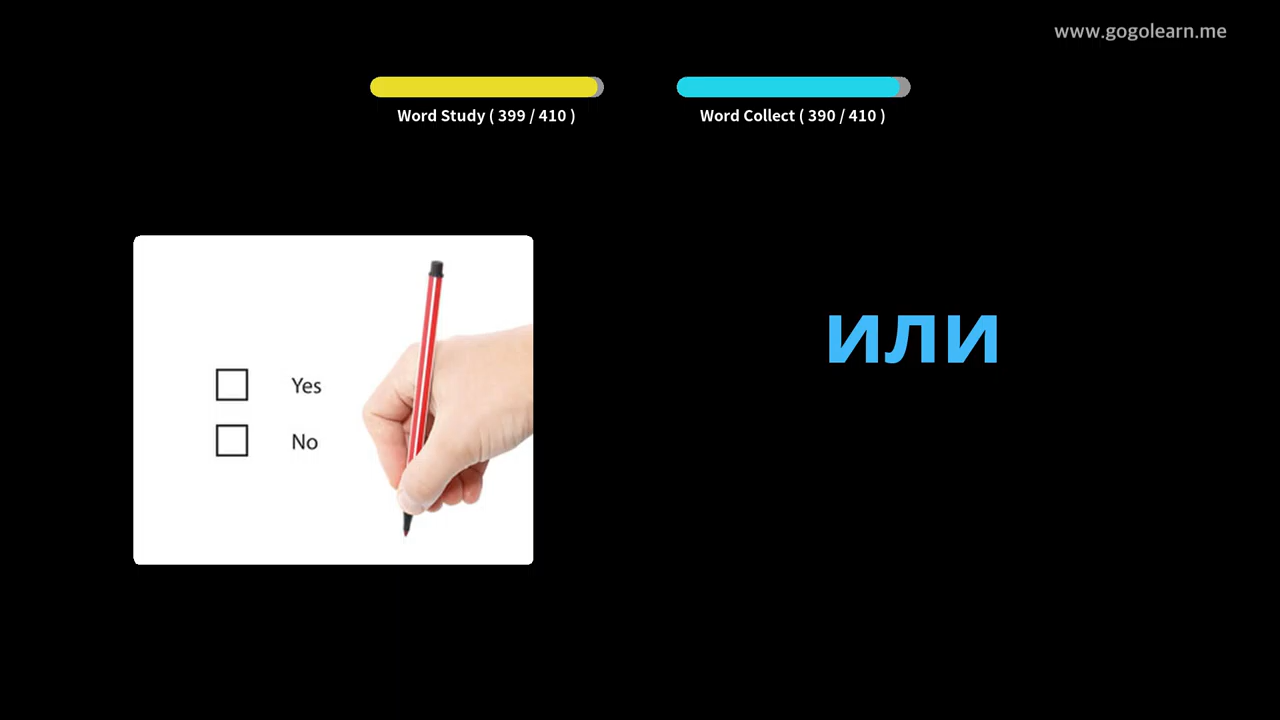 www.gogolearn.me
Word Study ( 399 / 410 )
Word Collect ( 390 / 410 )
Yes
No
или